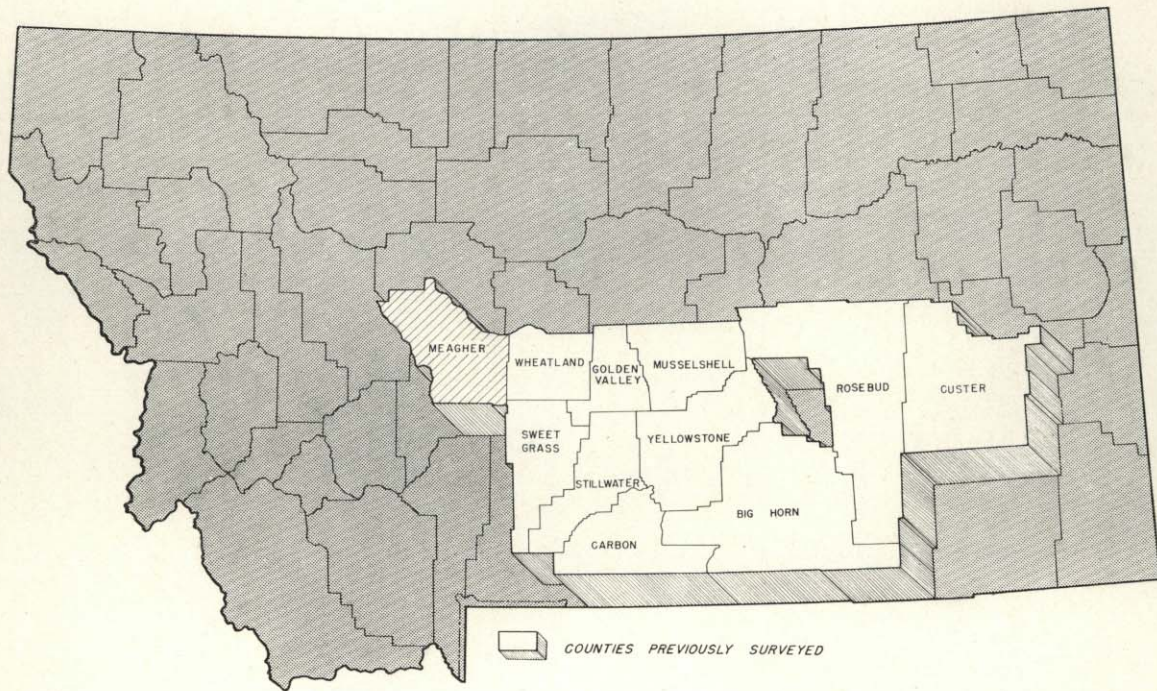 MEAGHER
WHEATLAND
GOLDEN
VALLEY
MUSSELSHELL
ROSEBUD
CUSTER
SWEET
GRASS
YELLOWSTONE
STILLWATER
BIG HORN
CARBON
COUNTIES PREVIOUSLY SURVEYED